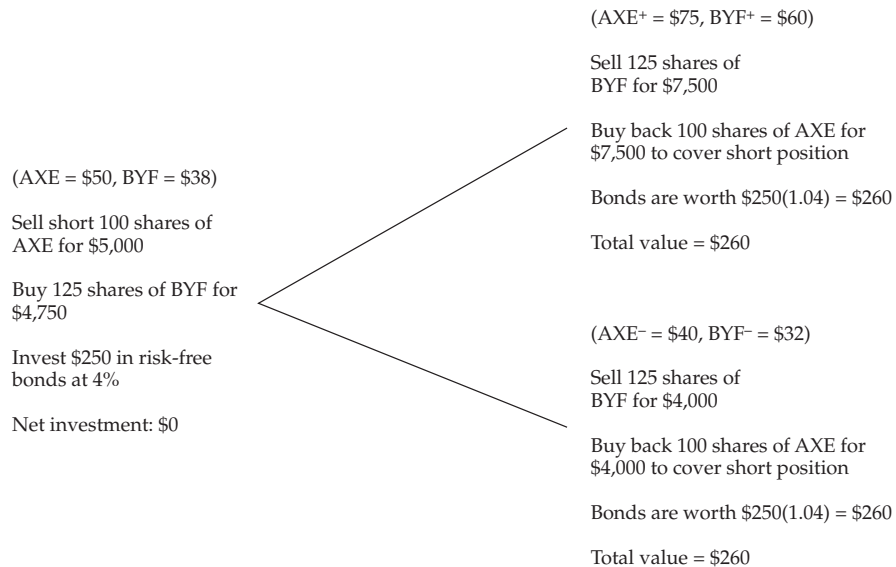 (AXE = $50, BYF = $38)
Sell short 100 shares of
AXE for $5,000
Buy 125 shares of BYF for
$4,750
Invest $250 in risk-free
bonds at 4%
Net investment: $0
(AXE⁺ = $75, BYF⁺ = $60)
Sell 125 shares of
BYF for $7,500
Buy back 100 shares of AXE for
$7,500 to cover short position
Bonds are worth $250(1.04) = $260
Total value = $260
(AXE⁻ = $40, BYF⁻ = $32)
Sell 125 shares of
BYF for $4,000
Buy back 100 shares of AXE for
$4,000 to cover short position
Bonds are worth $250(1.04) = $260
Total value = $260